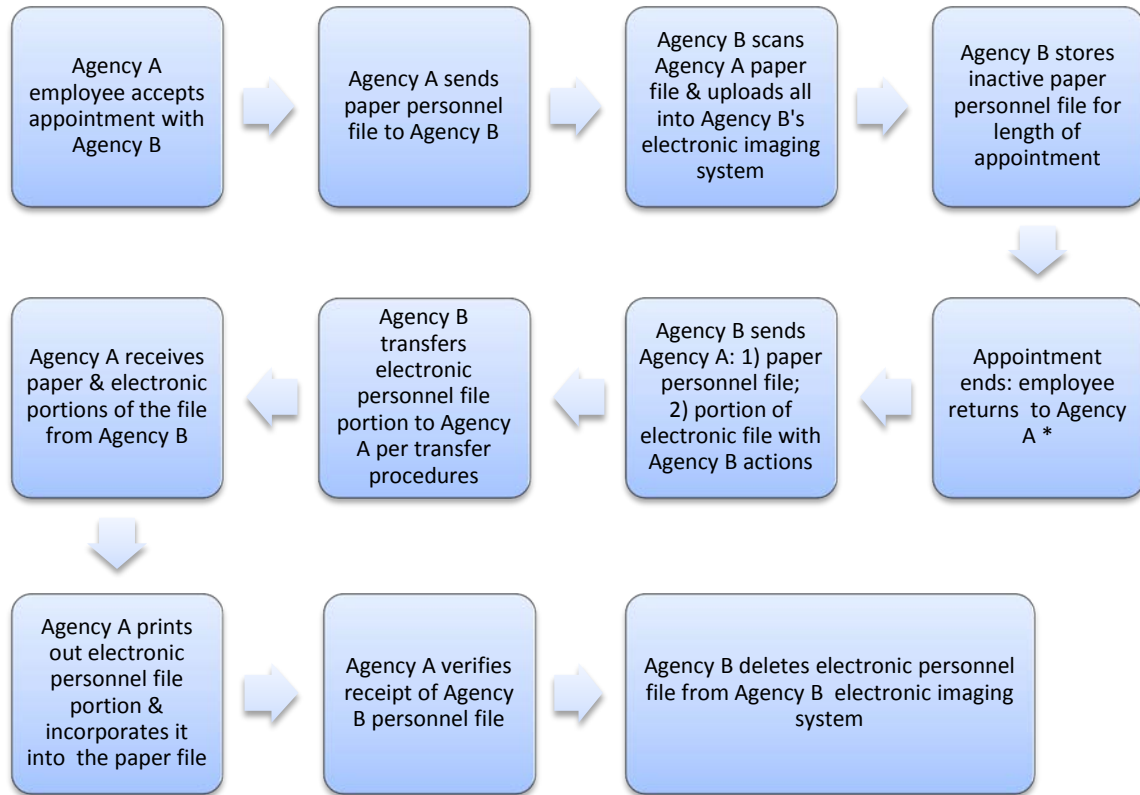 Agency A
employee accepts
appointment with
Agency B
Agency A sends
paper personnel
file to Agency B
Agency B scans
Agency A paper
file & uploads all
into Agency B's
electronic imaging
system
Agency B stores
inactive paper
personnel file for
length of
appointment
Appointment
ends: employee
returns to Agency
A *
Agency B sends
Agency A: 1) paper
personnel file;
2) portion of
electronic file with
Agency B actions
Agency B
transfers
electronic
personnel file
portion to Agency
A per transfer
procedures
Agency A receives
paper & electronic
portions of the file
from Agency B
Agency A prints
out electronic
personnel file
portion &
incorporates it
into the paper file
Agency A verifies
receipt of Agency
B personnel file
Agency B deletes electronic personnel
file from Agency B electronic imaging
system